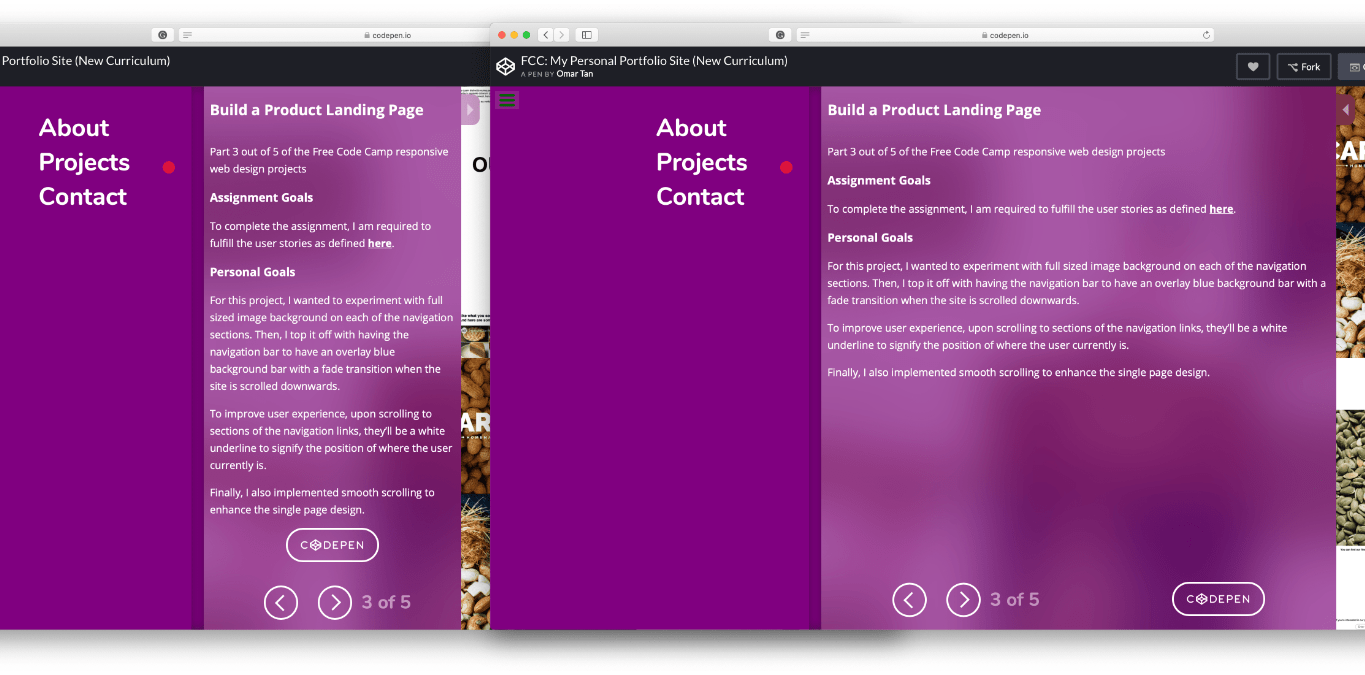 codepen.io
Portfolio Site (New Curriculum)
About
Projects
Contact
Build a Product Landing Page
Part 3 out of 5 of the Free Code Camp responsive
web design projects
Assignment Goals
To complete the assignment, I am required to
fulfill the user stories as defined here.
Personal Goals
For this project, I wanted to experiment with full
sized image background on each of the navigation
sections. Then, I top it off with having the
navigation bar to have an overlay blue
background bar with a fade transition when the
site is scrolled downwards.
To improve user experience, upon scrolling to
sections of the navigation links, they'll be a white
underline to signify the position of where the user
currently is.
Finally, I also implemented smooth scrolling to
enhance the single page design.
CODEPEN
3 of 5
AR
codepen.io
FCC: My Personal Portfolio Site (New Curriculum)
A PEN BY Omar Tan
Fork
About
Projects
Contact
Build a Product Landing Page
Part 3 out of 5 of the Free Code Camp responsive web design projects
Assignment Goals
To complete the assignment, I am required to fulfill the user stories as defined here.
Personal Goals
For this project, I wanted to experiment with full sized image background on each of the navigation
sections. Then, I top it off with having the navigation bar to have an overlay blue background bar with a
fade transition when the site is scrolled downwards.
To improve user experience, upon scrolling to sections of the navigation links, they'll be a white
underline to signify the position of where the user currently is.
Finally, I also implemented smooth scrolling to enhance the single page design.
3 of 5
CODEPEN
CAR